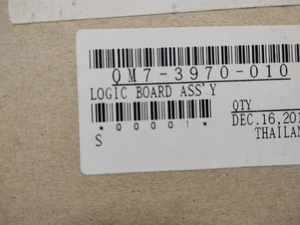 QM7-3970-010
LOGIC BOARD ASS'Y
QTY
*00001*
DEC.16,201
S
THAILAN